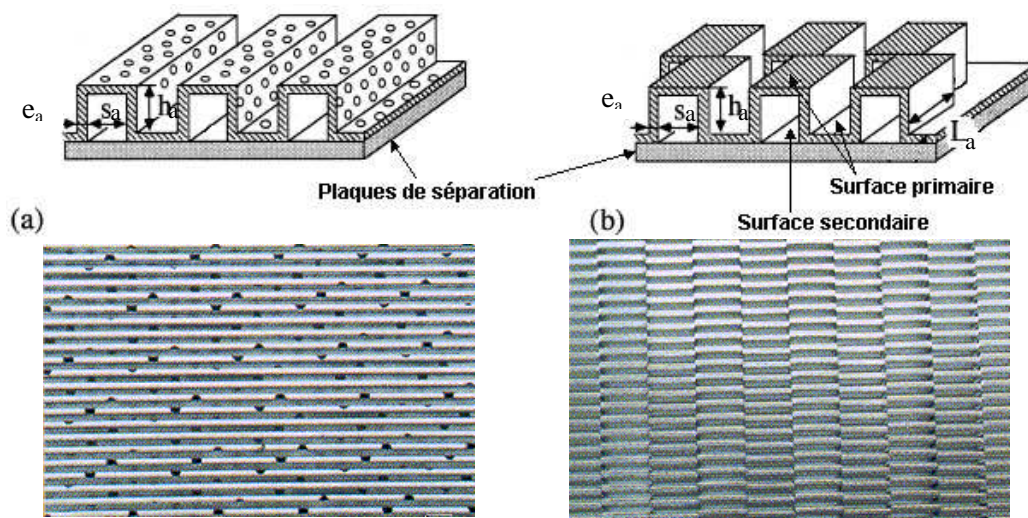 eₐ
sₐ
hₐ
eₐ
sₐ
hₐ
Lₐ
Plaques de séparation
Surface primaire
Surface secondaire
(a)
(b)